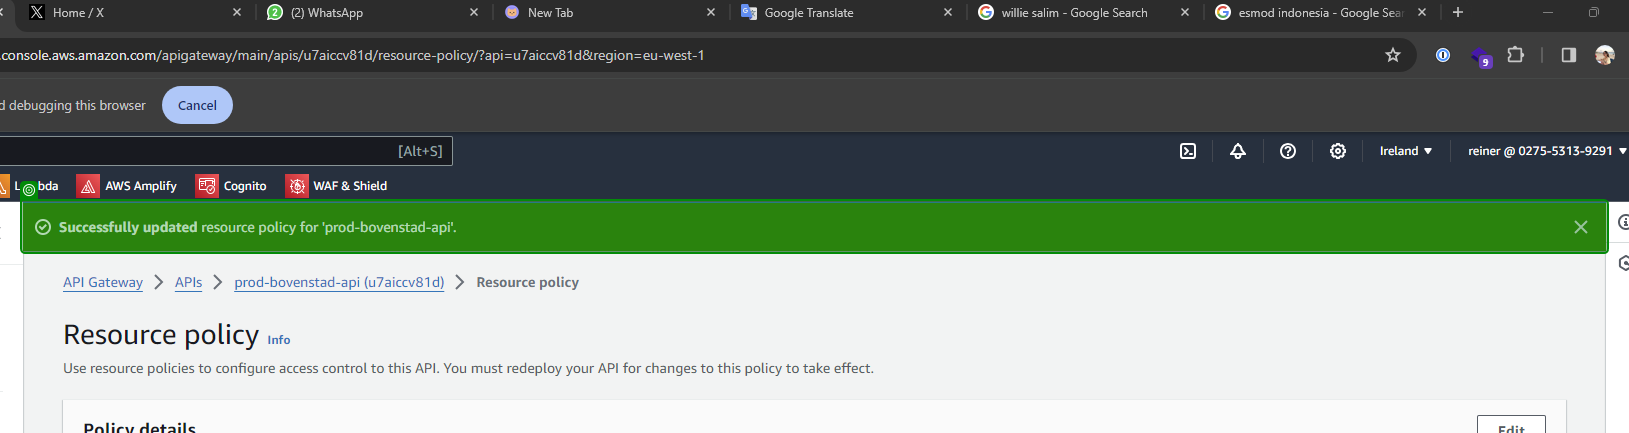 Home / X
(2) WhatsApp
New Tab
Google Translate
willie salim - Google Search
esmod indonesia - Google Sear
.console.aws.amazon.com/apigateway/main/apis/u7aiccv81d/resource-policy/?api=u7aiccv81d&region=eu-west-1
9
d debugging this browser
Cancel
[Alt+S]
Ireland
reiner @ 0275-5313-9291
Lambda
AWS Amplify
Cognito
WAF & Shield
Successfully updated resource policy for 'prod-bovenstad-api'.
API Gateway > APIs > prod-bovenstad-api (u7aiccv81d) > Resource policy
Resource policy Info
Use resource policies to configure access control to this API. You must redeploy your API for changes to this policy to take effect.
Policy details
Edit